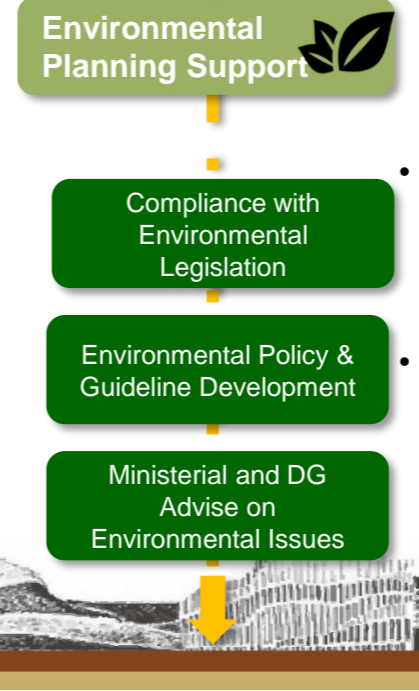 Environmental
Planning Support
•
Compliance with
Environmental
Legislation
Environmental Policy &
Guideline Development
•
Ministerial and DG
Advise on
Environmental Issues